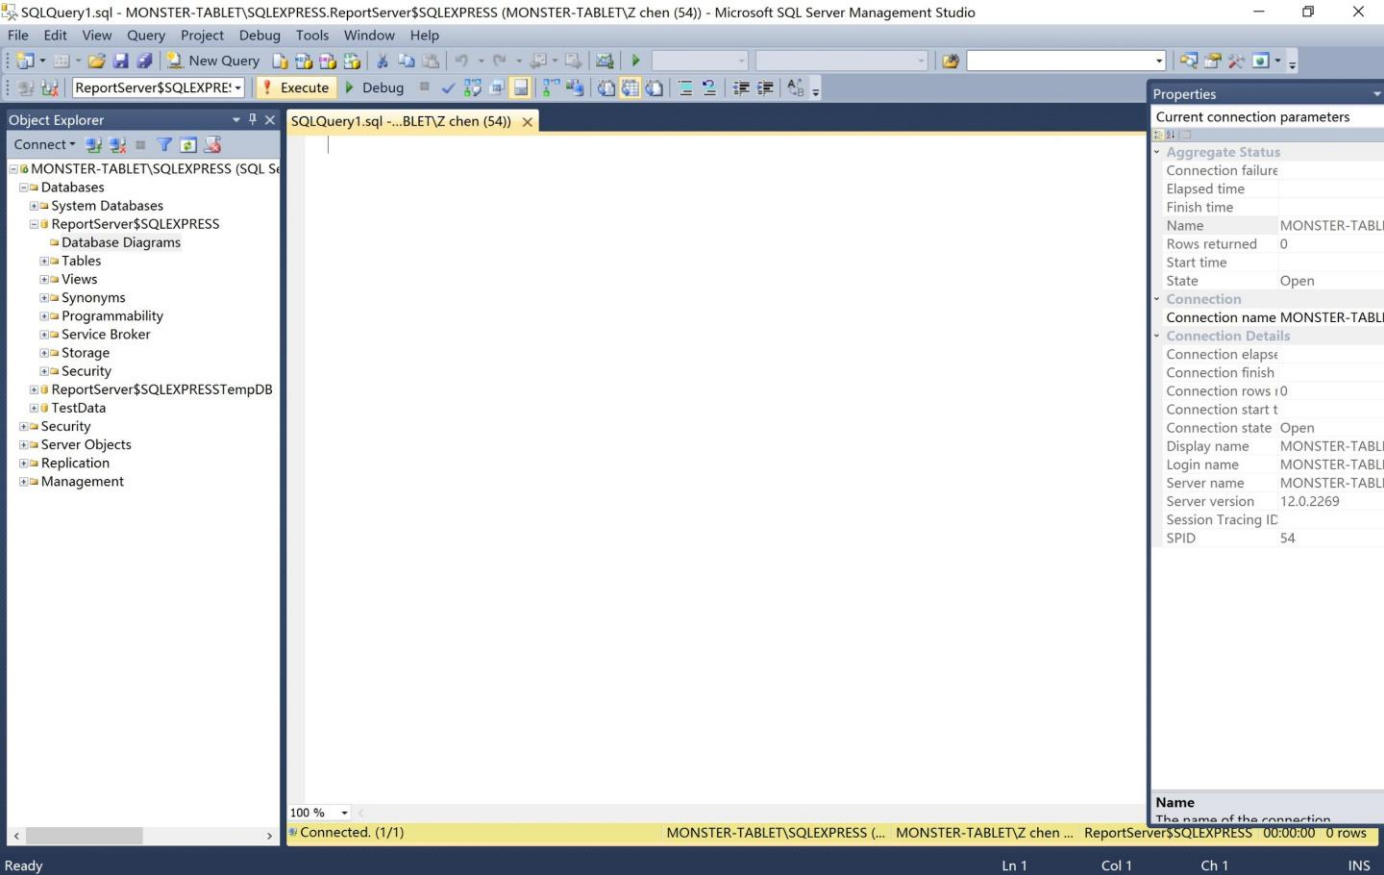 SQLQuery1.sql - MONSTER-TABLET\SQLEXPRESS.ReportServer$SQLEXPRESS (MONSTER-TABLET\Z chen (54)) - Microsoft SQL Server Management Studio
File Edit View Query Project Debug Tools Window Help
New Query
ReportServer$SQLEXPRE! Execute Debug
Object Explorer
Connect
MONSTER-TABLET\SQLEXPRESS (SQL Se
Databases
System Databases
ReportServer$SQLEXPRESS
Database Diagrams
Tables
Views
Synonyms
Programmability
Service Broker
Storage
Security
ReportServer$SQLEXPRESSTempDB
TestData
Security
Server Objects
Replication
Management
SQLQuery1.sql -...BLET\Z chen (54))
100 %
Connected. (1/1) MONSTER-TABLET\SQLEXPRESS (... MONSTER-TABLET\Z chen ... ReportServer$SQLEXPRESS 00:00:00 0 rows
Properties
Current connection parameters
Aggregate Status
Connection failure
Elapsed time
Finish time
Name MONSTER-TABLI
Rows returned 0
Start time
State Open
Connection
Connection name MONSTER-TABLI
Connection Details
Connection elapse
Connection finish
Connection rows r 0
Connection start t
Connection state Open
Display name MONSTER-TABLI
Login name MONSTER-TABLI
Server name MONSTER-TABLI
Server version 12.0.2269
Session Tracing ID
SPID 54
Name
The name of the connection
Ready Ln 1 Col 1 Ch 1 INS